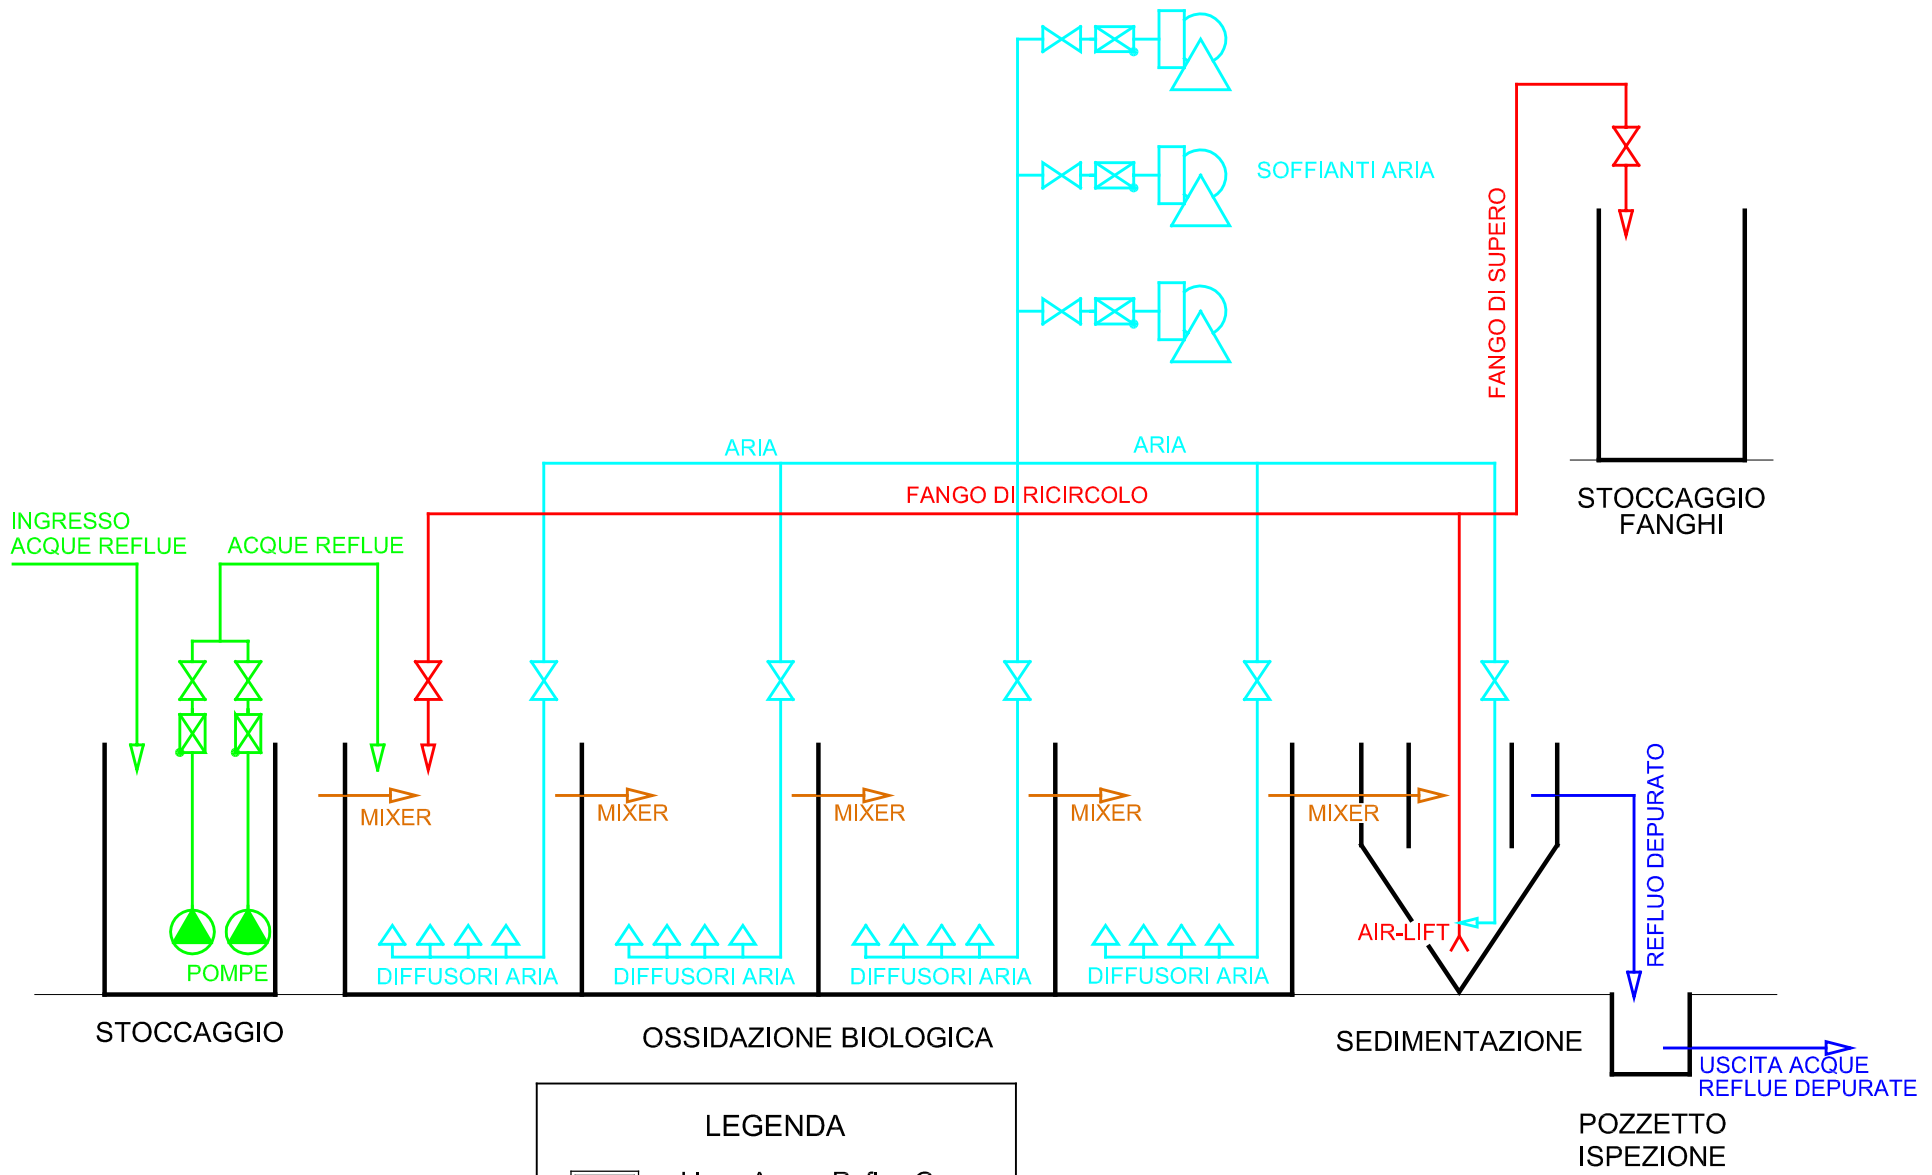 SOFFIANTI ARIA
FANGO DI SUPERO
ARIA
ARIA
FANGO DI RICIRCOLO
STOCCAGGIO
FANGHI
INGRESSO
ACQUE REFLUE
ACQUE REFLUE
MIXER
MIXER
MIXER
MIXER
MIXER
REFLUO DEPURATO
AIR-LIFT
POMPE
DIFFUSORI ARIA
DIFFUSORI ARIA
DIFFUSORI ARIA
DIFFUSORI ARIA
STOCCAGGIO
OSSIDAZIONE BIOLOGICA
SEDIMENTAZIONE
USCITA ACQUE
REFLUE DEPURATE
POZZETTO
ISPEZIONE
LEGENDA